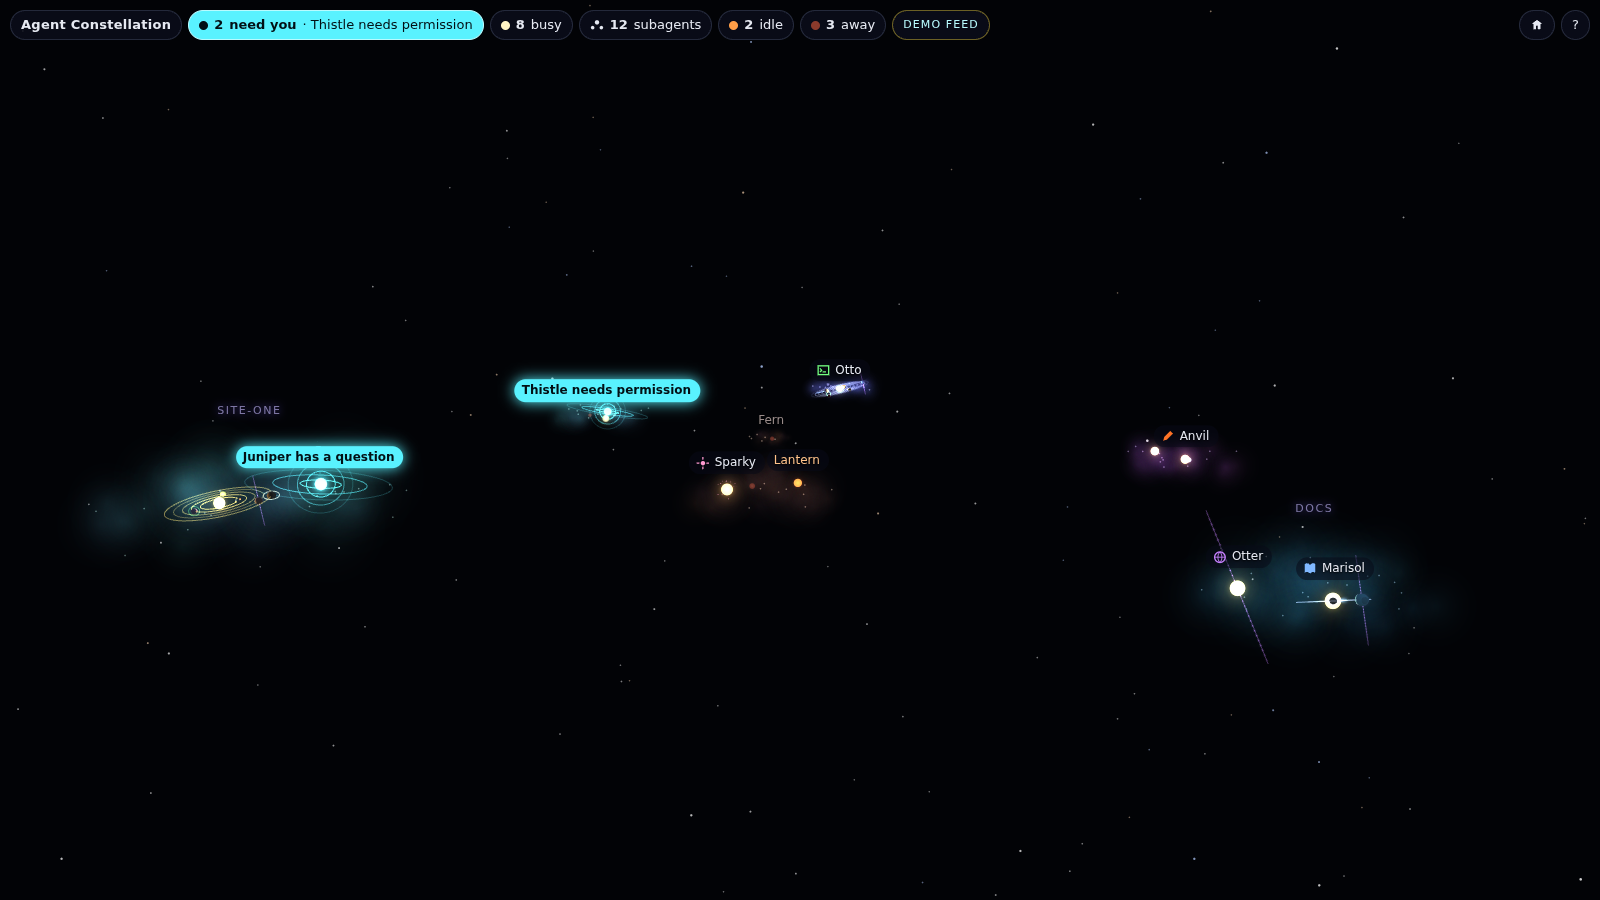 Agent Constellation
2 need you · Thistle needs permission
8 busy
12 subagents
2 idle
3 away
DEMO FEED
?
Otto
Thistle needs permission
SITE-ONE
Fern
Anvil
Juniper has a question
Sparky
Lantern
DOCS
Otter
Marisol